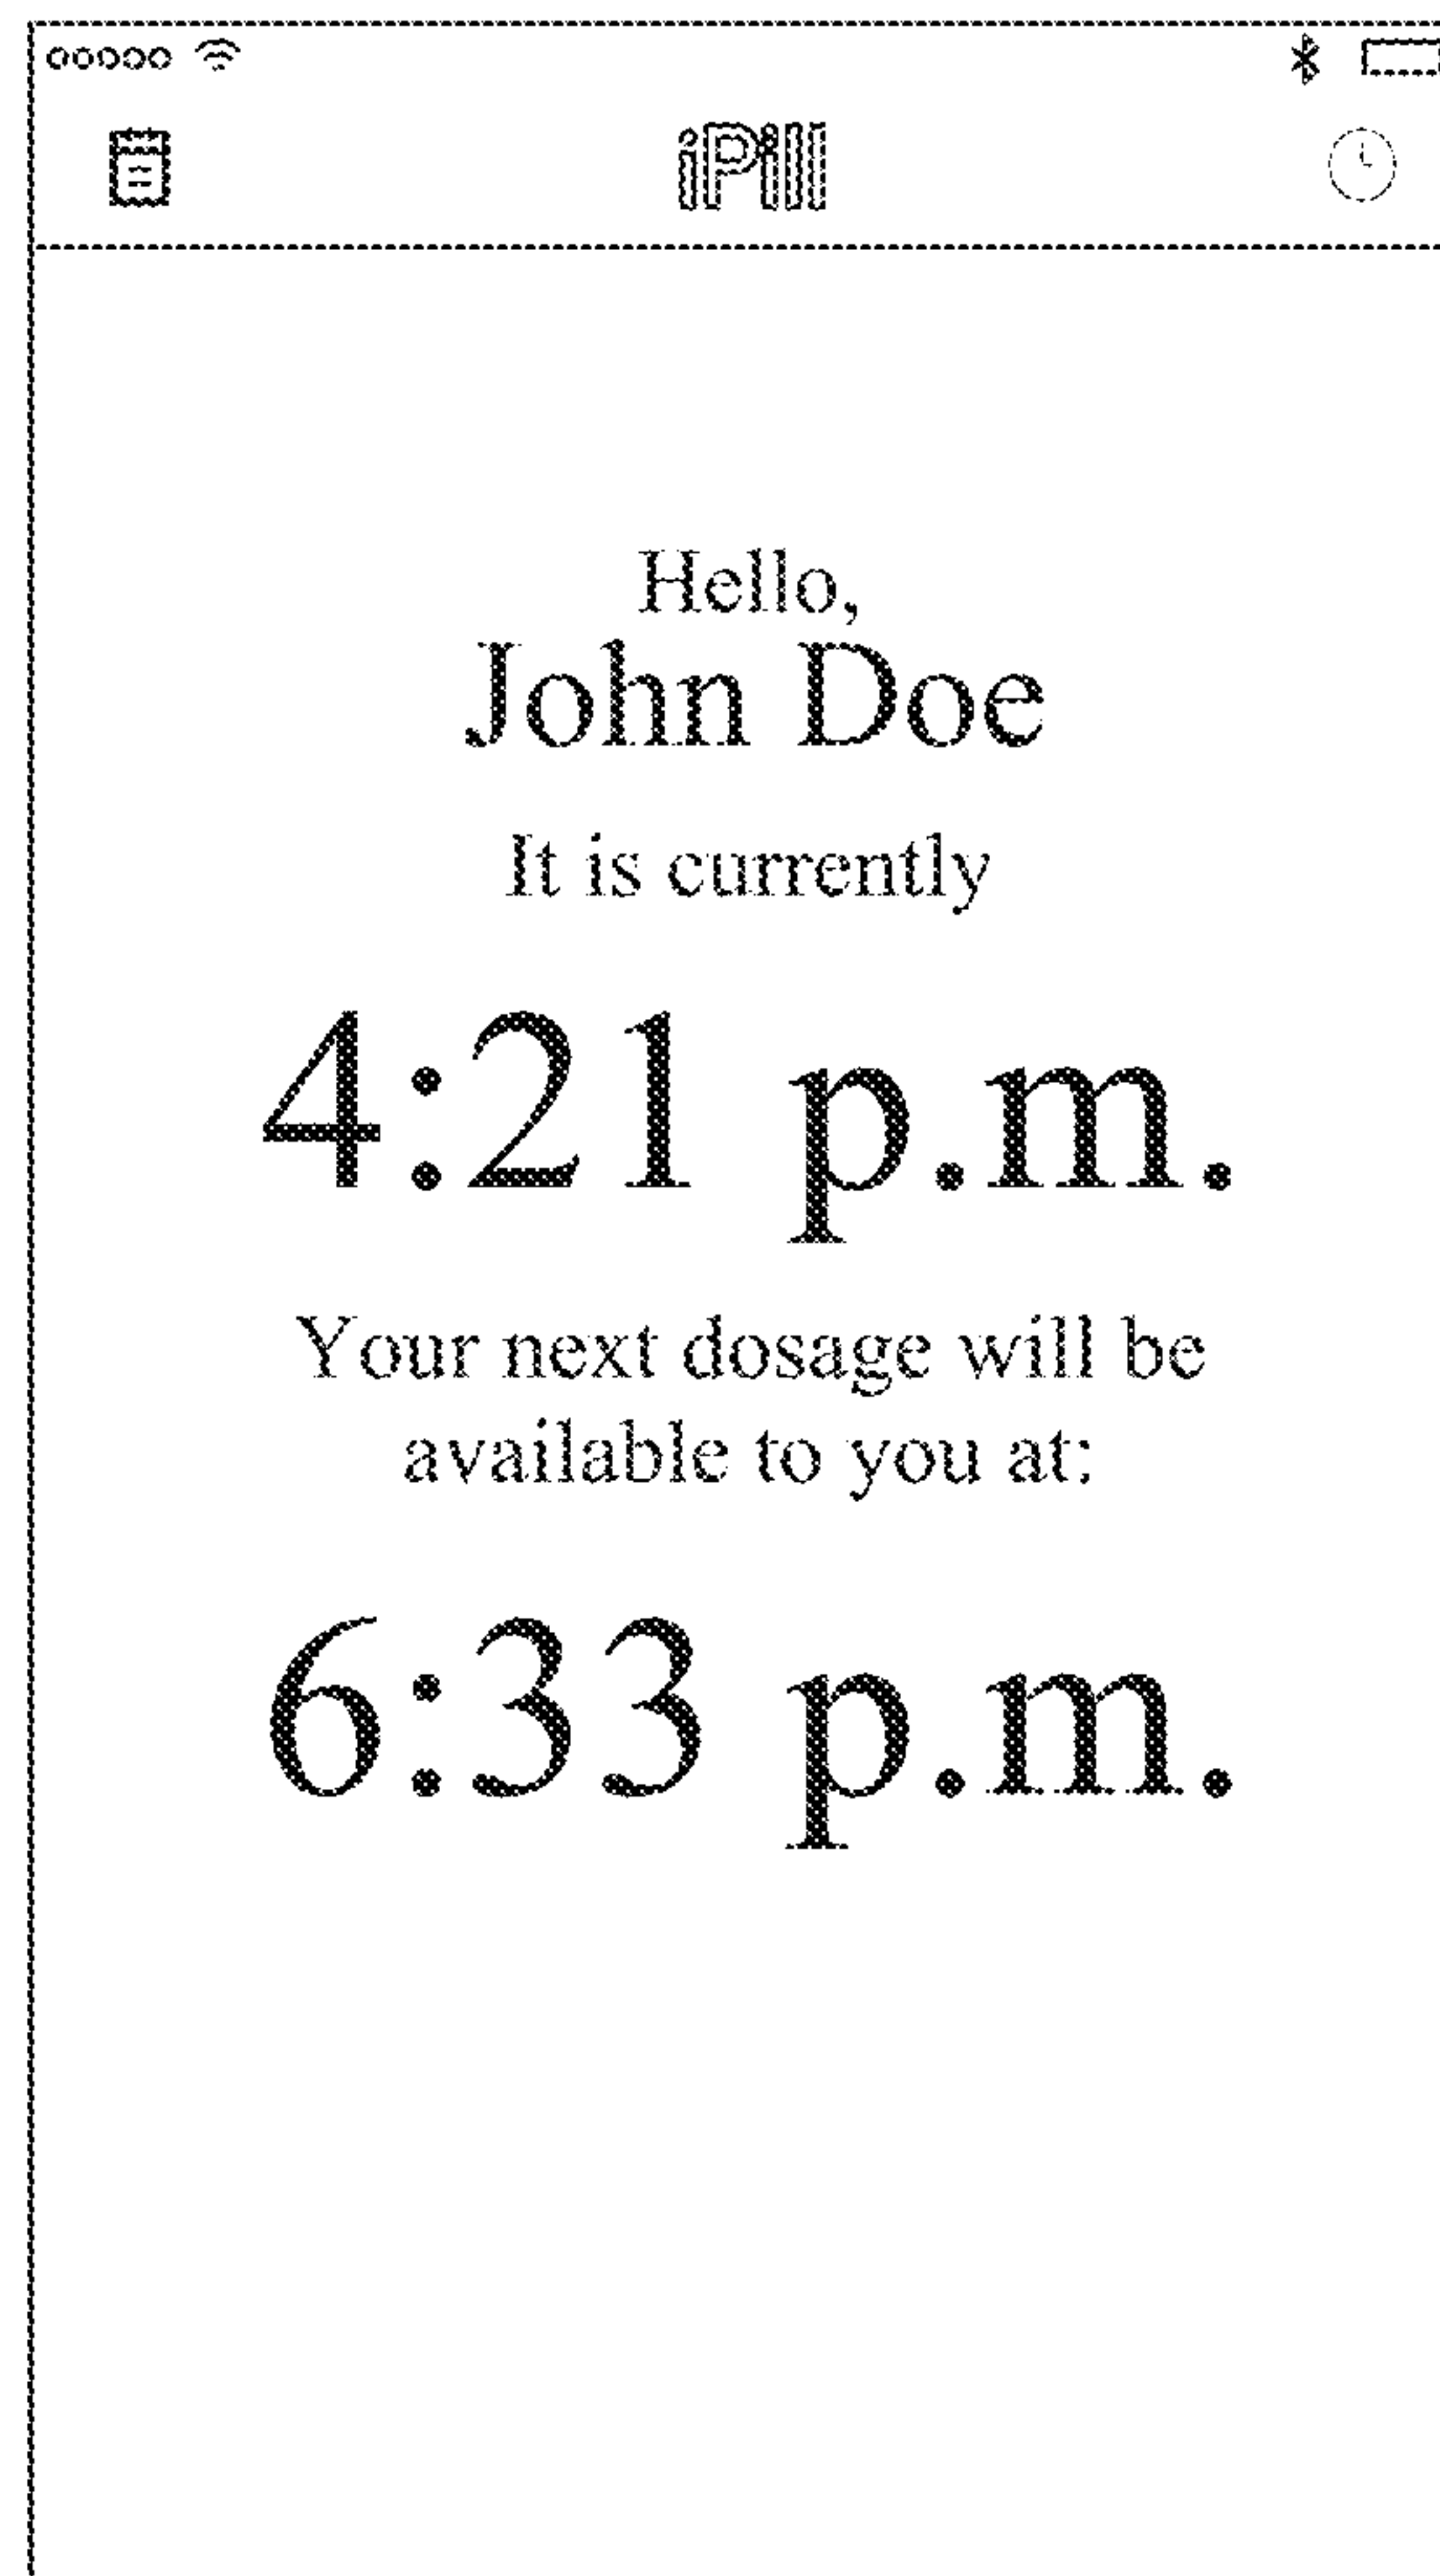 iPill
Hello,
John Doe
It is currently
4:21 p.m.
Your next dosage will be
available to you at:
6:33 p.m.